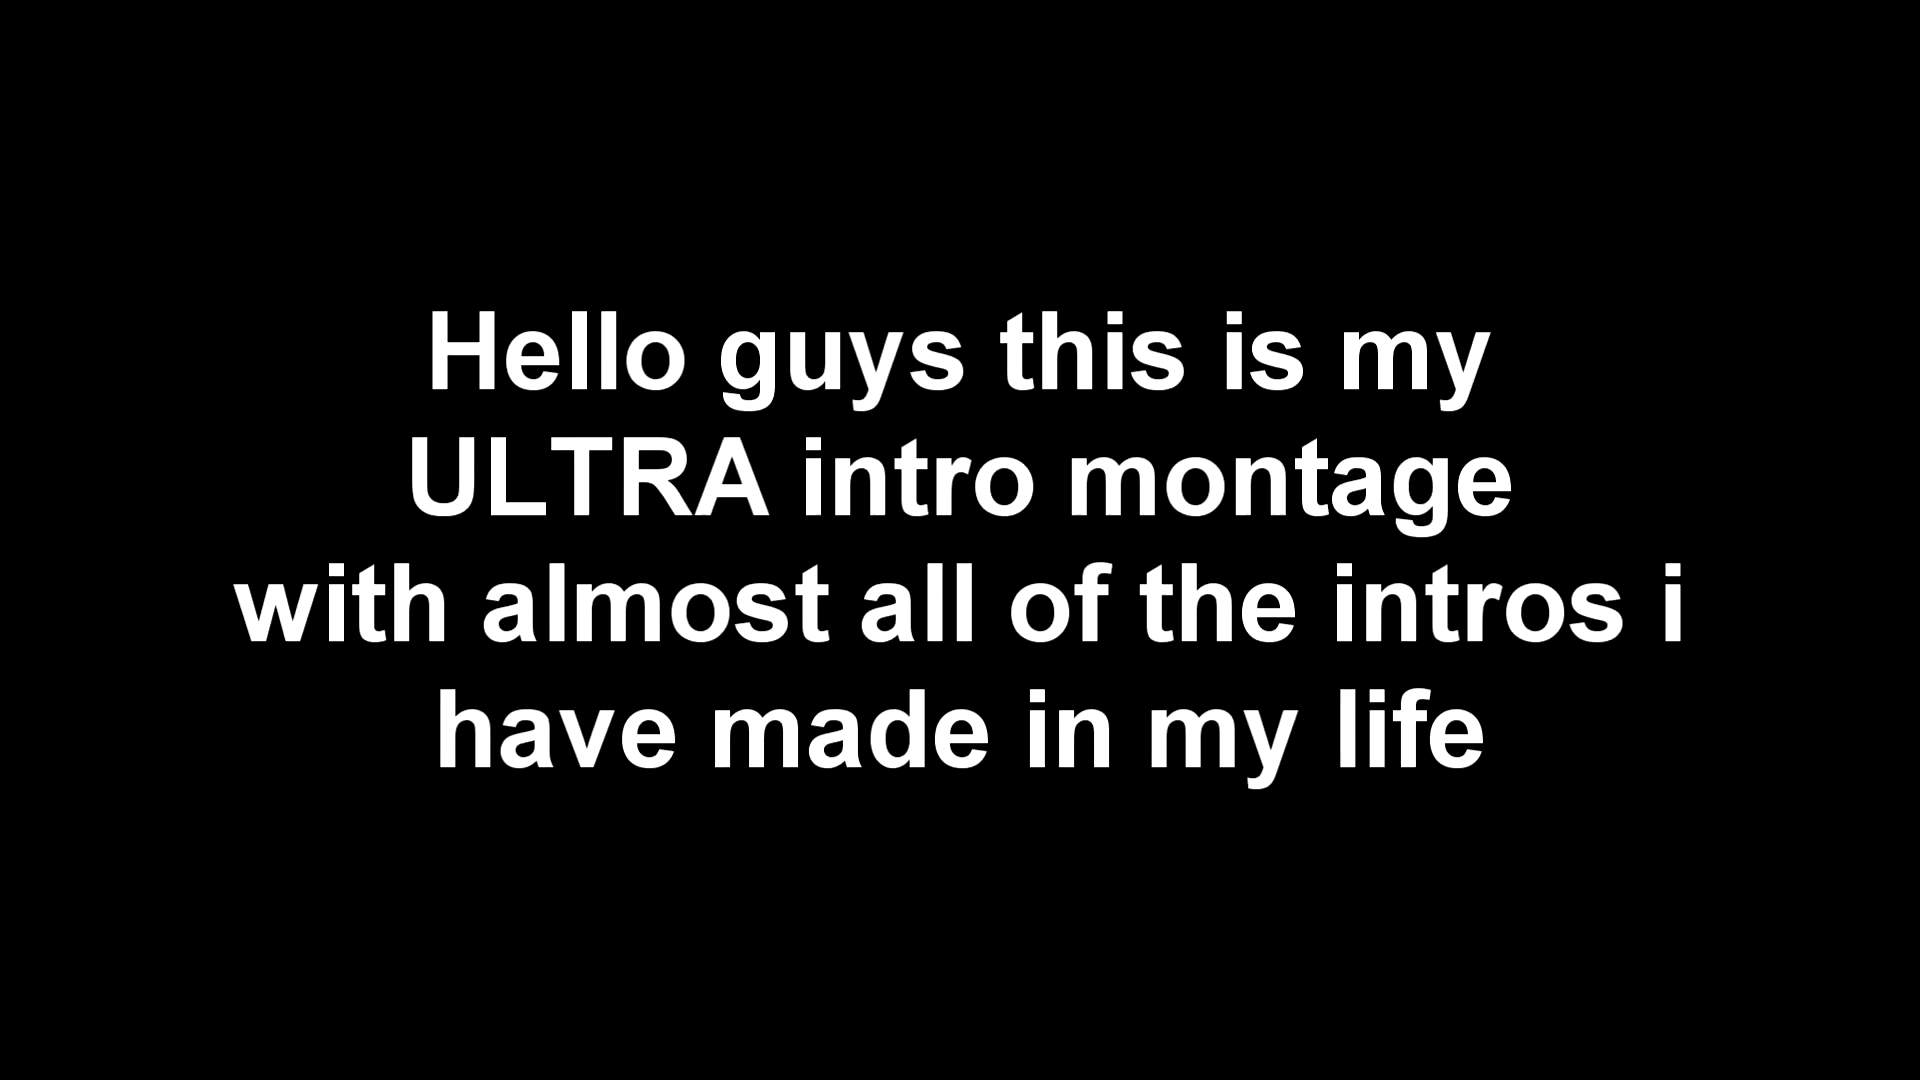 Hello guys this is my
ULTRA intro montage
with almost all of the intros i
have made in my life